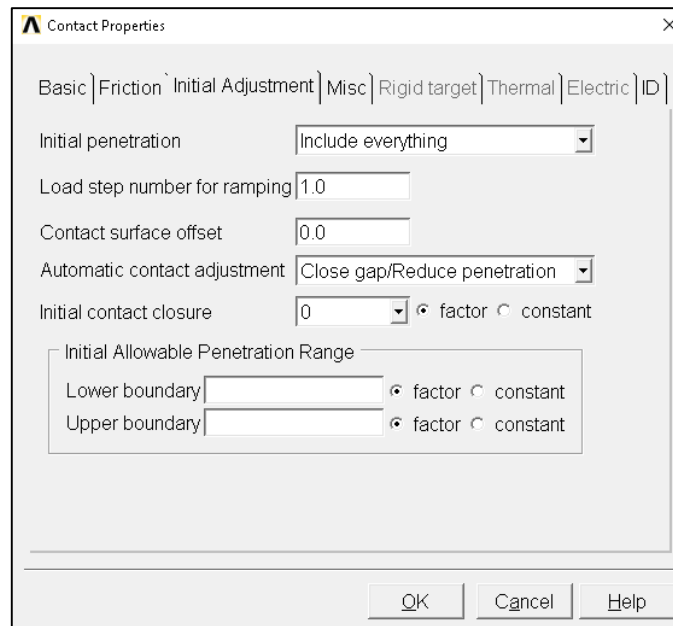 Contact Properties
Basic Friction Initial Adjustment Misc Rigid target Thermal Electric ID
Initial penetration Include everything
Load step number for ramping 1.0
Contact surface offset 0.0
Automatic contact adjustment Close gap/Reduce penetration
Initial contact closure 0 factor constant
Initial Allowable Penetration Range
Lower boundary factor constant
Upper boundary factor constant
OK Cancel Help